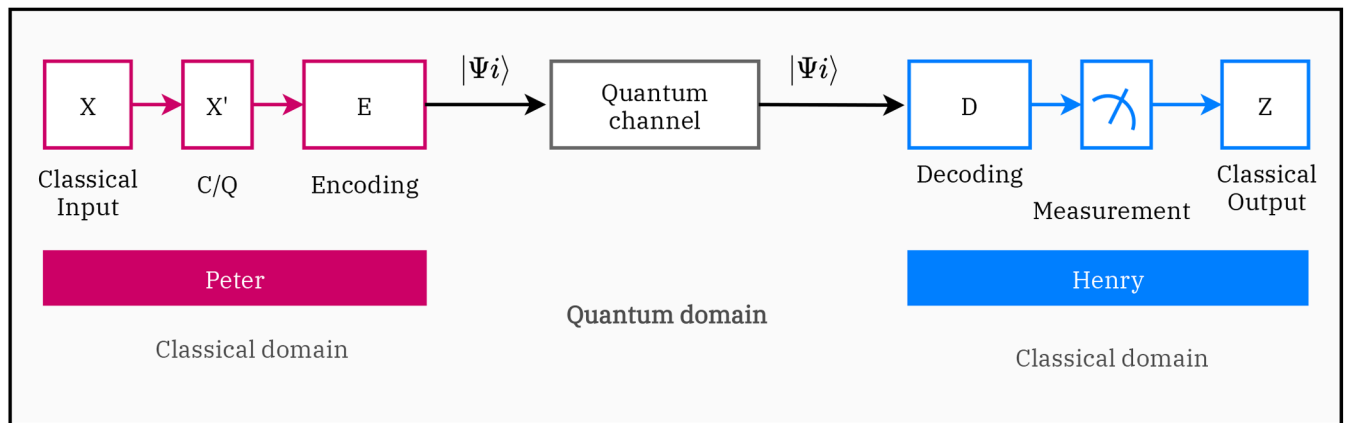 |Ψi⟩
|Ψi⟩
X
X'
E
Quantum
channel
D
Z
Classical
Input
C/Q
Encoding
Decoding
Measurement
Classical
Output
Peter
Henry
Quantum domain
Classical domain
Classical domain